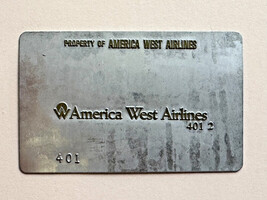 PROPERTY OF AMERICA WEST AIRLINES
America West Airlines
401 2
401